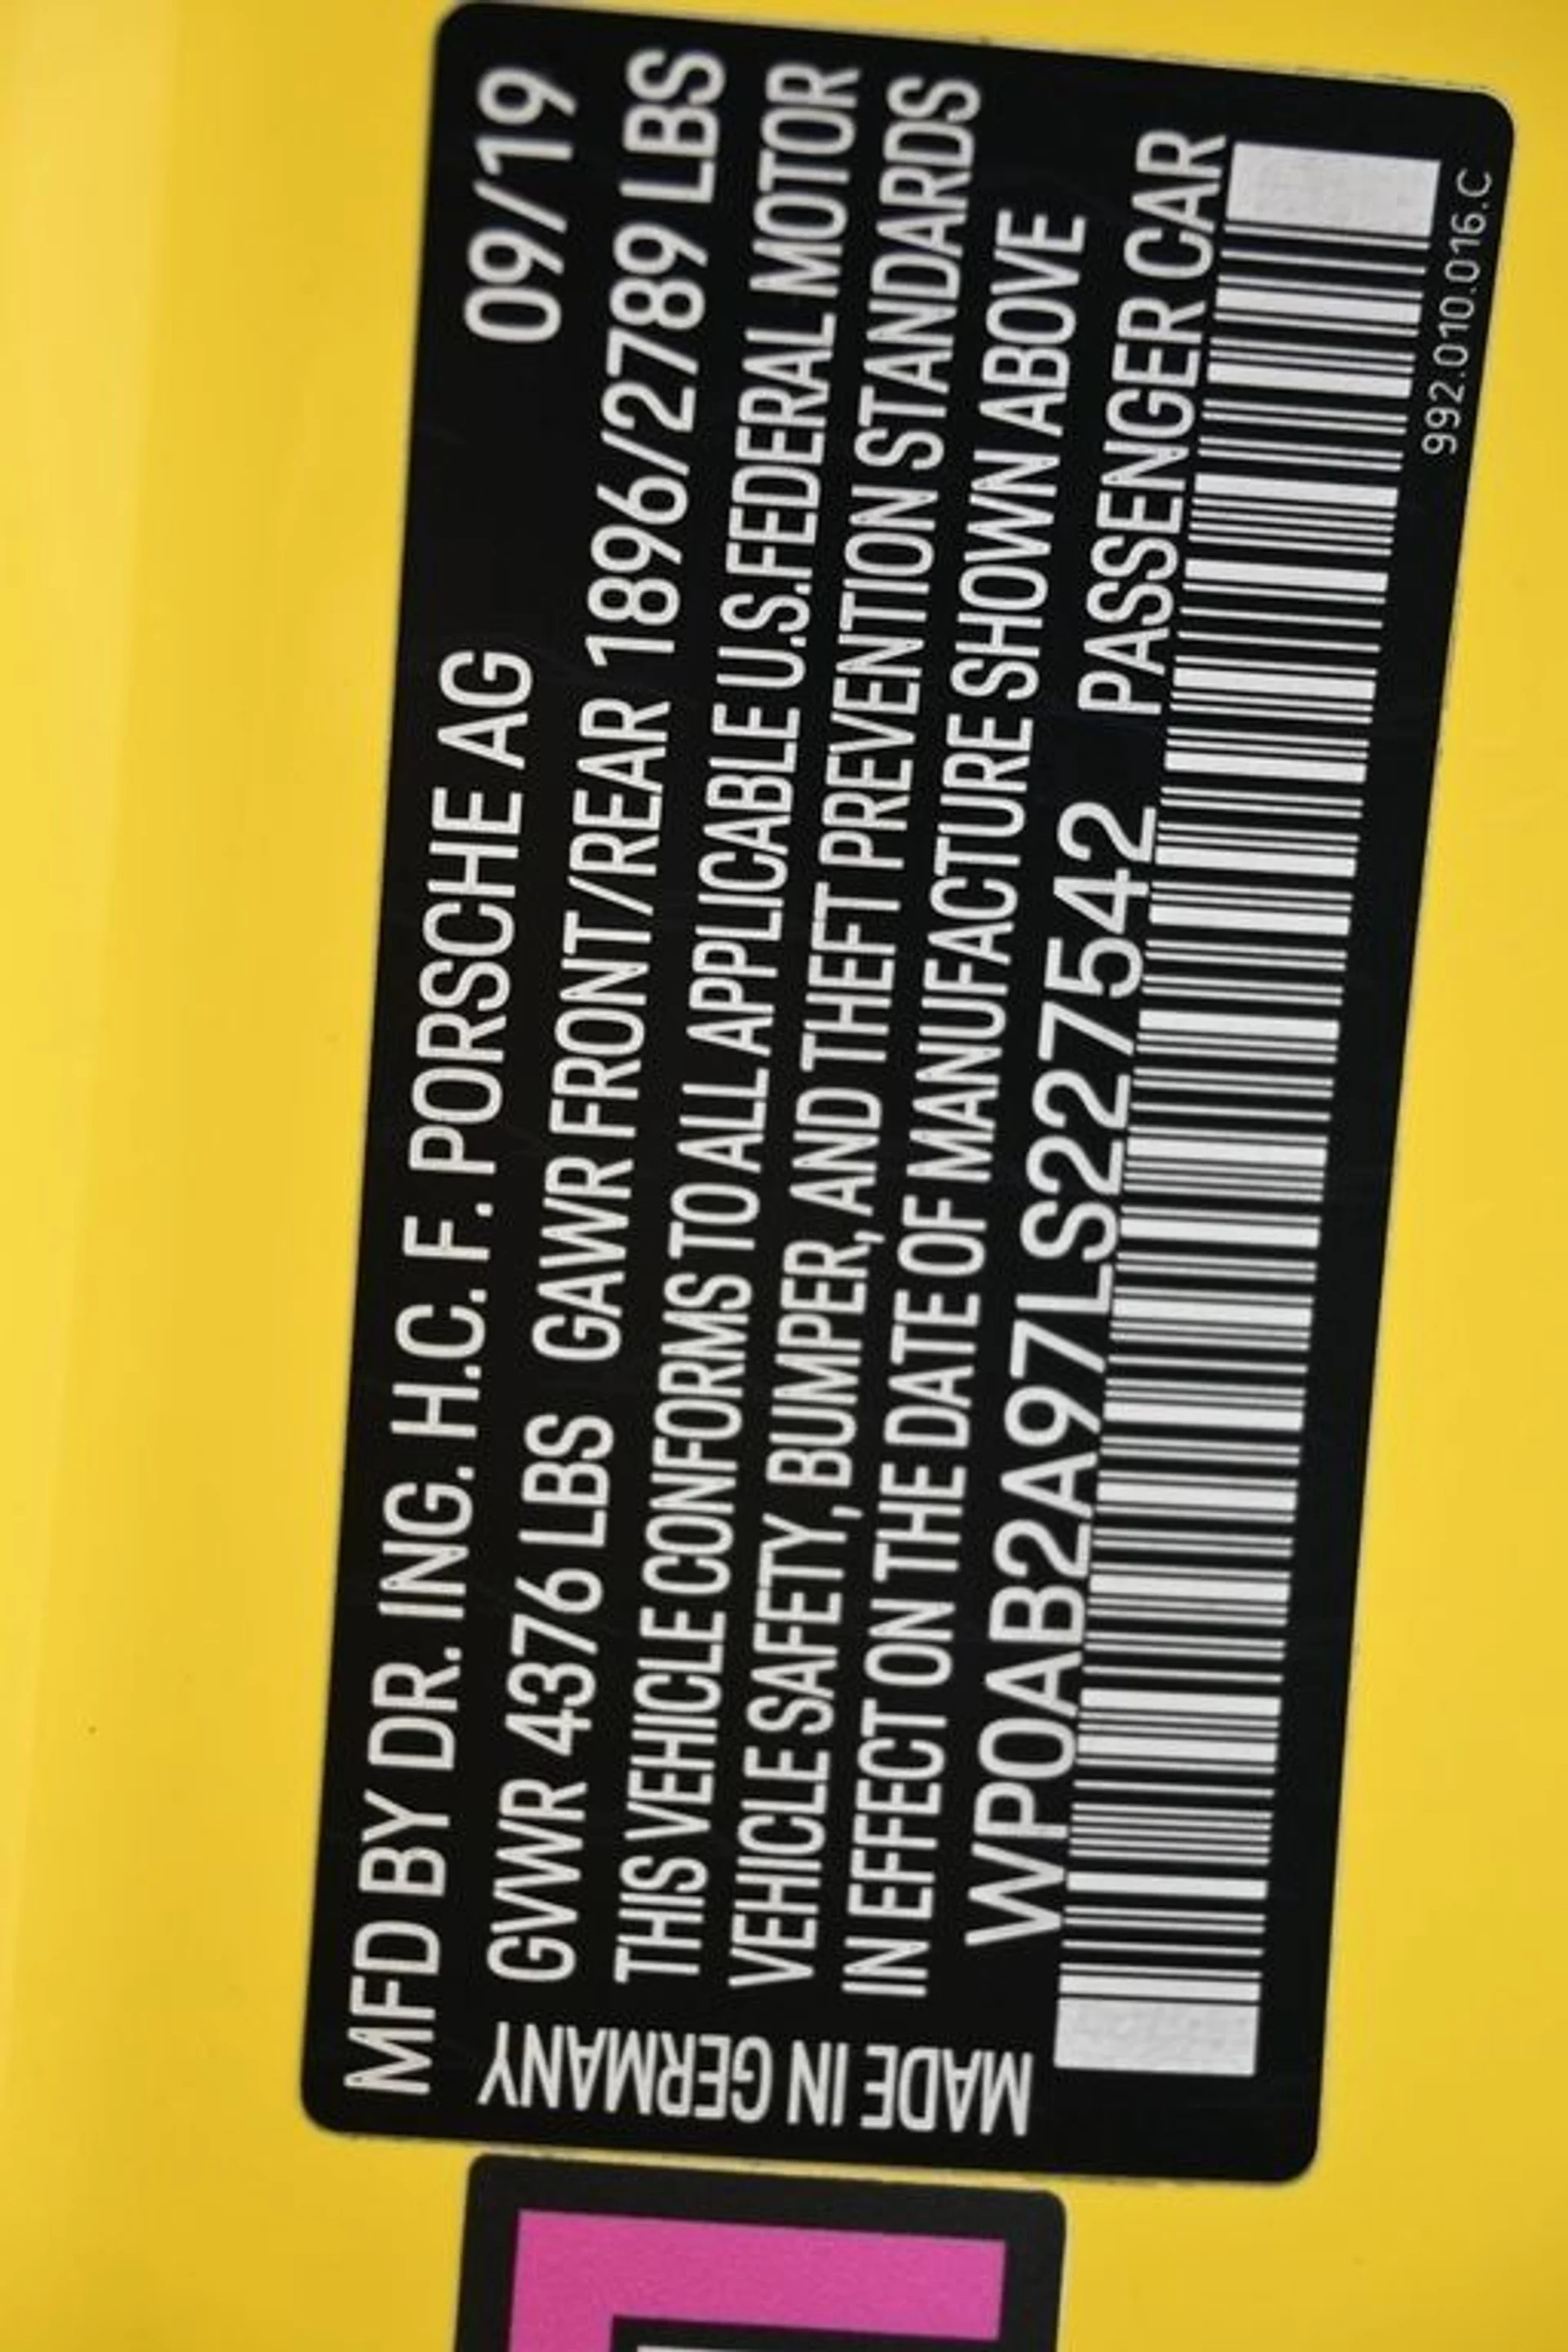 MFD BY DR. ING. H.C. F. PORSCHE AG 09/19
GVWR 4376 LBS GAWR FRONT/REAR 1896/2789 LBS
THIS VEHICLE CONFORMS TO ALL APPLICABLE U.S.FEDERAL MOTOR
VEHICLE SAFETY, BUMPER, AND THEFT PREVENTION STANDARDS
IN EFFECT ON THE DATE OF MANUFACTURE SHOWN ABOVE
WP0AB2A97LS227542 PASSENGER CAR
992.010.016.C
MADE IN GERMANY